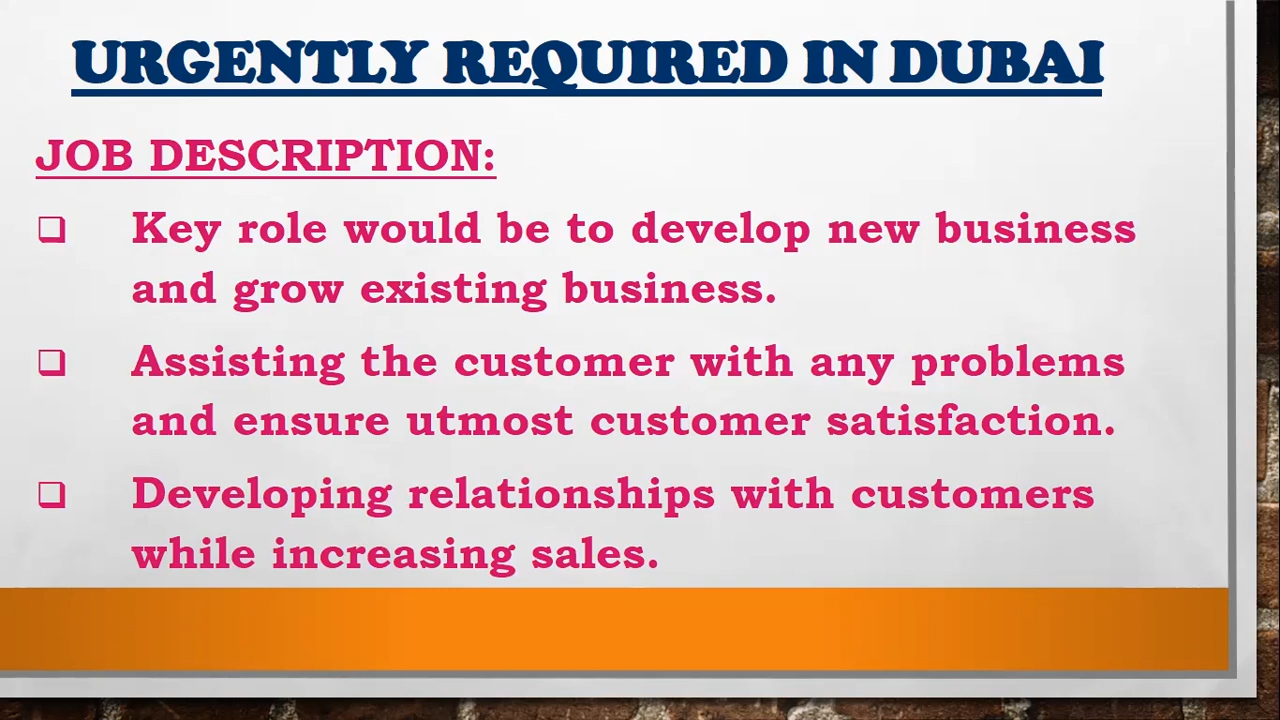 URGENTLY REQUIRED IN DUBAI
JOB DESCRIPTION:
❑ Key role would be to develop new business
and grow existing business.
❑ Assisting the customer with any problems
and ensure utmost customer satisfaction.
❑ Developing relationships with customers
while increasing sales.